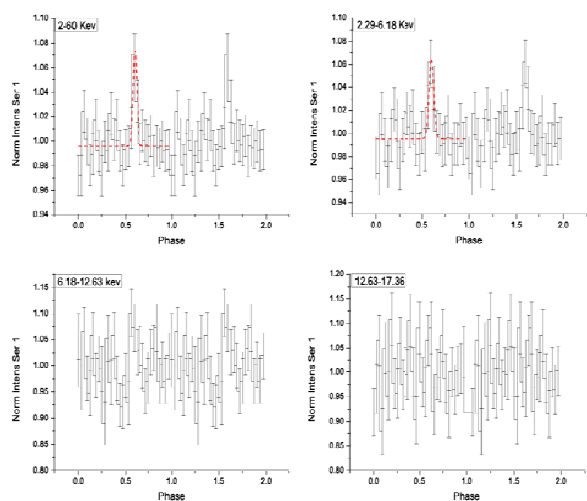 2-60 Kev
1.10
1.08
1.06
1.04
1.02
1.00
0.98
0.96
0.94
Norm Intens Ser 1
0.0 0.5 1.0 1.5 2.0
Phase
2.29-6.18 Kev
1.10
1.08
1.06
1.04
1.02
1.00
0.98
0.96
0.94
Norm Intens Ser 1
0.0 0.5 1.0 1.5 2.0
Phase
6.18-12.63 kev
1.15
1.10
1.05
1.00
0.95
0.90
0.85
0.80
Norm Intens Ser 1
0.0 0.5 1.0 1.5 2.0
Phase
12.63-17.36
1.20
1.15
1.10
1.05
1.00
0.95
0.90
0.85
0.80
Norm Intens Ser 1
0.0 0.5 1.0 1.5 2.0
Phase